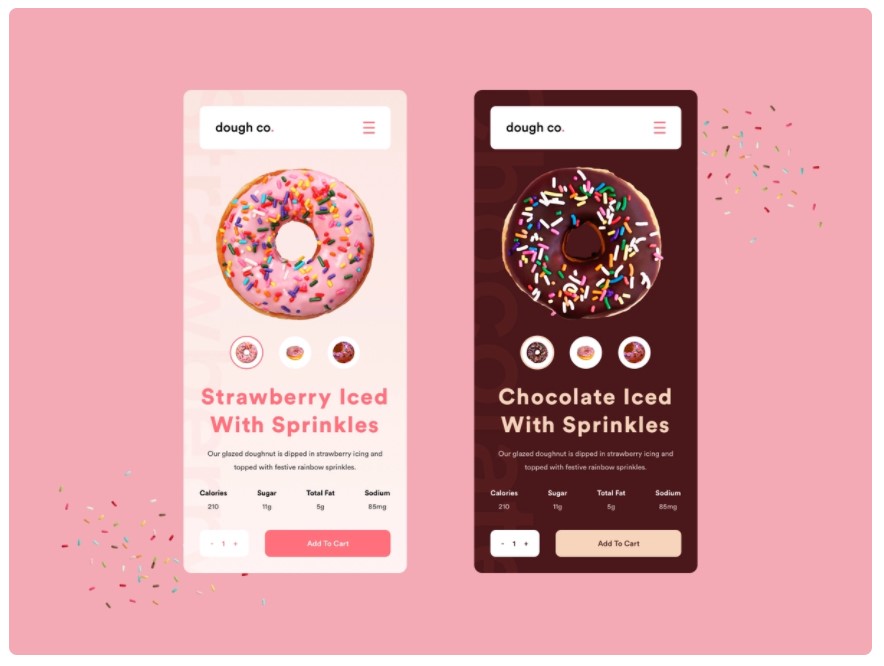 dough co.
strawberry
Strawberry Iced
With Sprinkles
Our glazed doughnut is dipped in strawberry icing and
topped with festive rainbow sprinkles.
Calories Sugar Total Fat Sodium
210 11g 5g 85mg
- 1 +
Add To Cart
dough co.
chocolate
Chocolate Iced
With Sprinkles
Our glazed doughnut is dipped in strawberry icing and
topped with festive rainbow sprinkles.
Calories Sugar Total Fat Sodium
210 11g 5g 85mg
- 1 +
Add To Cart